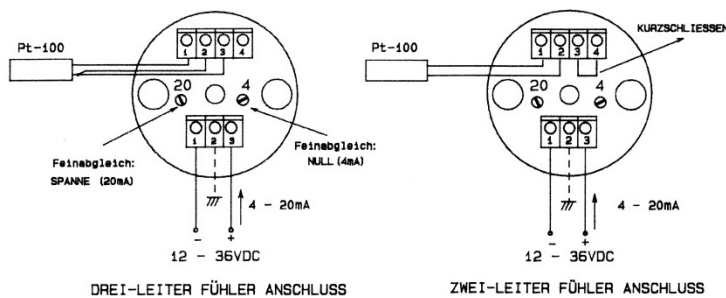 Pt-100
1 2 3 4
20 4
Feinabgleich:
SPANNE (20mA)
1 2 3
Feinabgleich:
NULL (4mA)
4 - 20mA
- +
12 - 36VDC
DREI-LEITER FÜHLER ANSCHLUSS
Pt-100
KURZSCHLIESSEN
1 2 3 4
20 4
1 2 3
4 - 20mA
- +
12 - 36VDC
ZWEI-LEITER FÜHLER ANSCHLUSS